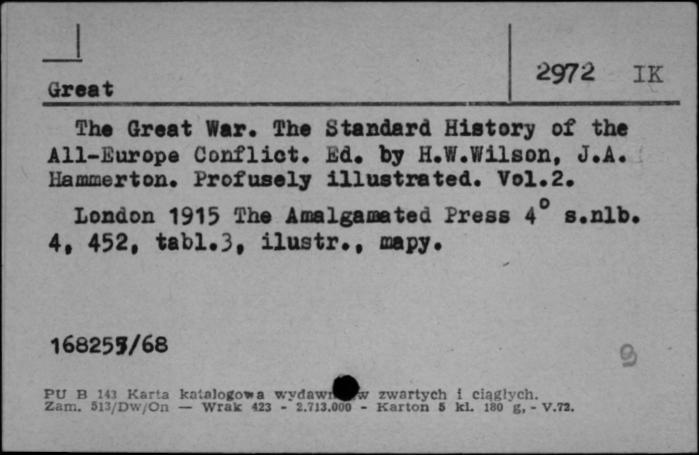 2972 IK
Great
The Great War. The Standard History of the
All-Europe Conflict. Ed. by H.W.Wilson, J.A.
Hammerton. Profusely illustrated. Vol.2.
London 1915 The Amalgamated Press 4° s.nlb.
4, 452, tabl.3, ilustr., mapy.
168255/68
PU B 143 Karta katalogowa zwartych i ciągłych.
Zam. 513/Dw/On — Wrak 423 - 2.713.000 - Karton 5 kl. 180 g, - V.72.